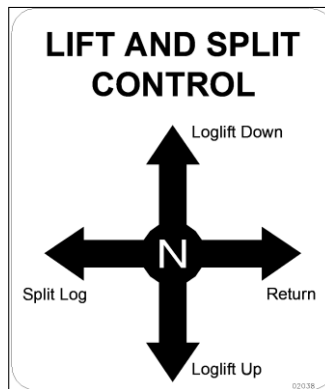 LIFT AND SPLIT
CONTROL
Loglift Down
N
Split Log
Return
Loglift Up
02038